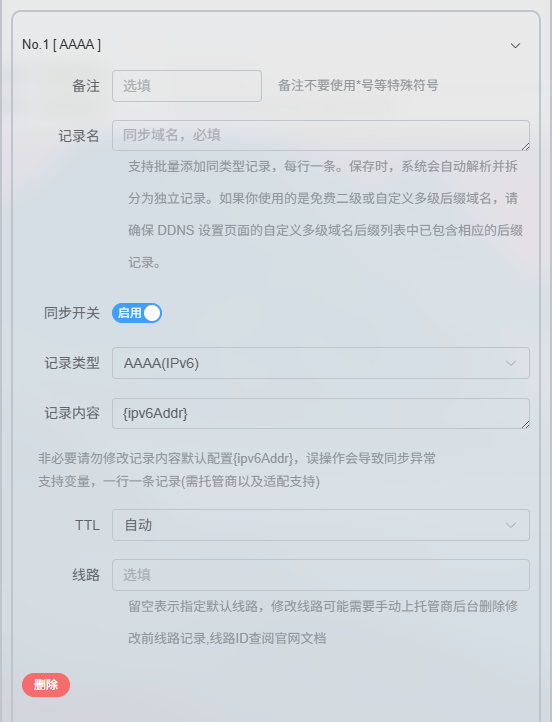 No.1 [ AAAA ]
备注
选填
备注不要使用*号等特殊符号
记录名
同步域名，必填
支持批量添加同类型记录，每行一条。保存时，系统会自动解析并拆
分为独立记录。如果你使用的是免费二级或自定义多级后缀域名，请
确保 DDNS 设置页面的自定义多级域名后缀列表中已包含相应的后缀
记录。
同步开关
启用
记录类型
AAAA(IPv6)
记录内容
{ipv6Addr}
非必要请勿修改记录内容默认配置{ipv6Addr}，误操作会导致同步异常
支持变量，一行一条记录(需托管商以及适配支持)
TTL
自动
线路
选填
留空表示指定默认线路，修改线路可能需要手动上托管商后台删除修
改前线路记录,线路ID查阅官网文档
删除